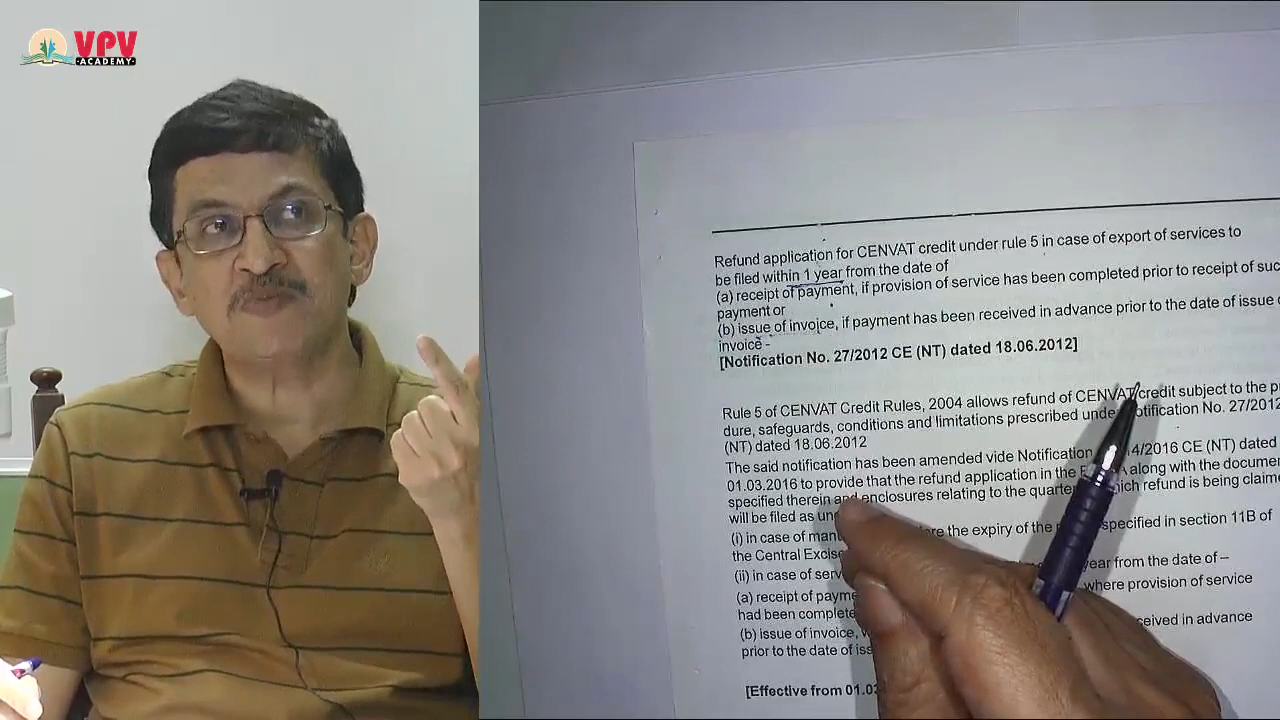 VPV
ACADEMY
Refund application for CENVAT credit under rule 5 in case of export of services to
be filed within 1 year from the date of
(a) receipt of payment, if provision of service has been completed prior to receipt of suc
payment or
(b) issue of invoice, if payment has been received in advance prior to the date of issue
invoice -
[Notification No. 27/2012 CE (NT) dated 18.06.2012]
Rule 5 of CENVAT Credit Rules, 2004 allows refund of CENVAT credit subject to the p
dure, safeguards, conditions and limitations prescribed under Notification No. 27/2012
(NT) dated 18.06.2012
The said notification has been amended vide Notification 14/2016 CE (NT) dated
01.03.2016 to provide that the refund application in the along with the documen
specified therein and enclosures relating to the quarter which refund is being claime
will be filed as un
(i) in case of man before the expiry of the specified in section 11B of
the Central Excise
(ii) in case of serv year from the date of –
(a) receipt of payme where provision of service
had been complete
(b) issue of invoice, received in advance
prior to the date of iss
[Effective from 01.03